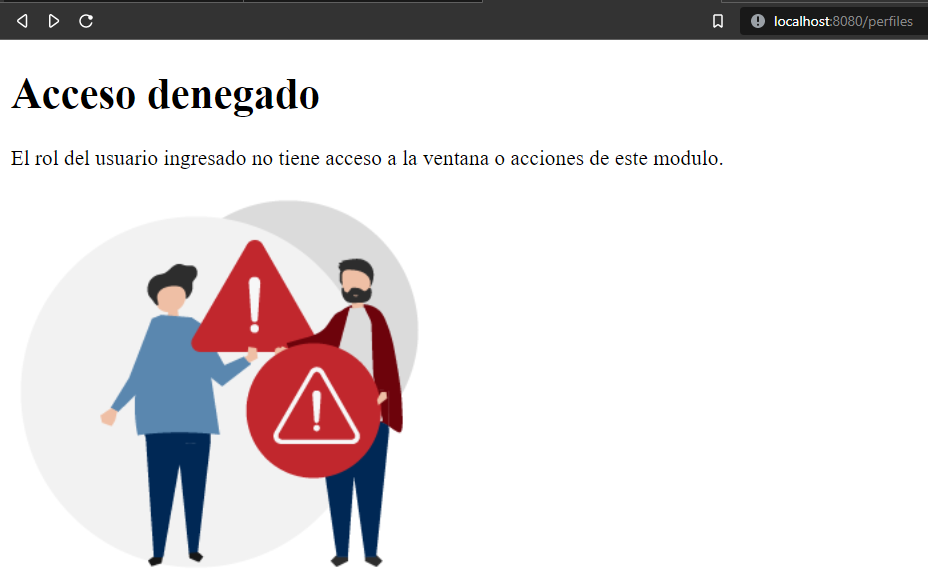 localhost:8080/perfiles
Acceso denegado
El rol del usuario ingresado no tiene acceso a la ventana o acciones de este modulo.